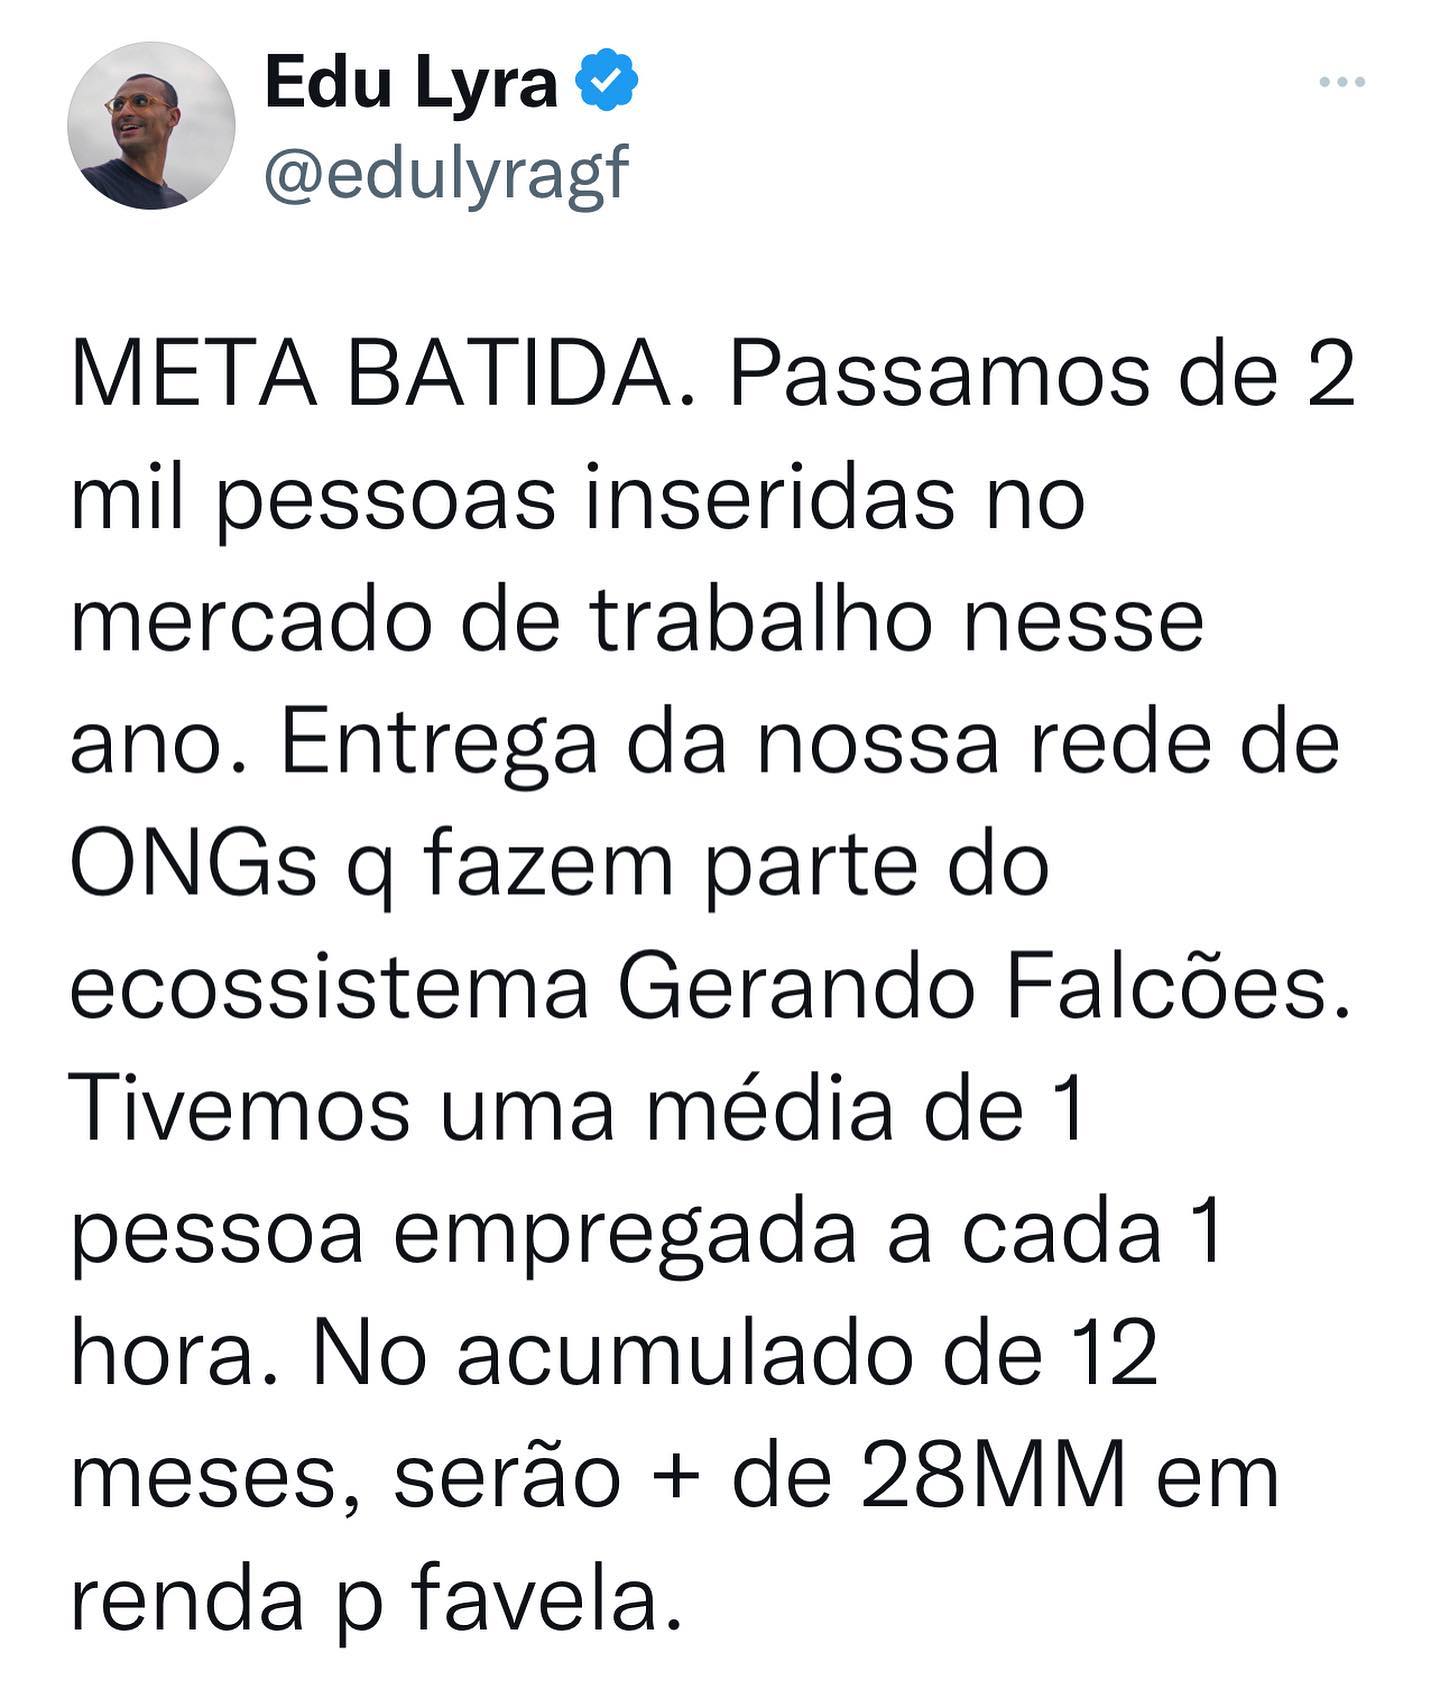 Edu Lyra
@edulyragf
META BATIDA. Passamos de 2
mil pessoas inseridas no
mercado de trabalho nesse
ano. Entrega da nossa rede de
ONGs q fazem parte do
ecossistema Gerando Falcões.
Tivemos uma média de 1
pessoa empregada a cada 1
hora. No acumulado de 12
meses, serão + de 28MM em
renda p favela.